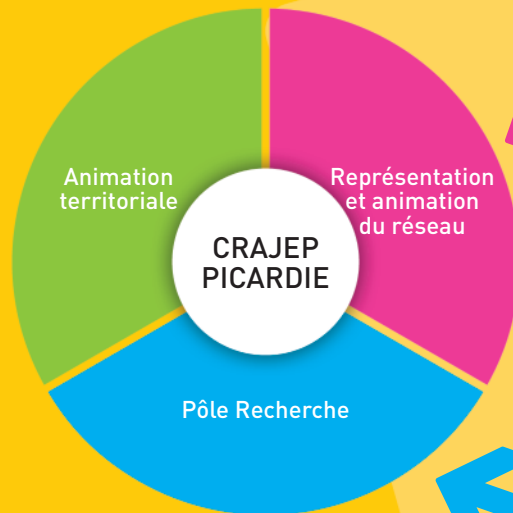 Animation
territoriale
Représentation
et animation
du réseau
CRAJEP
PICARDIE
Pôle Recherche